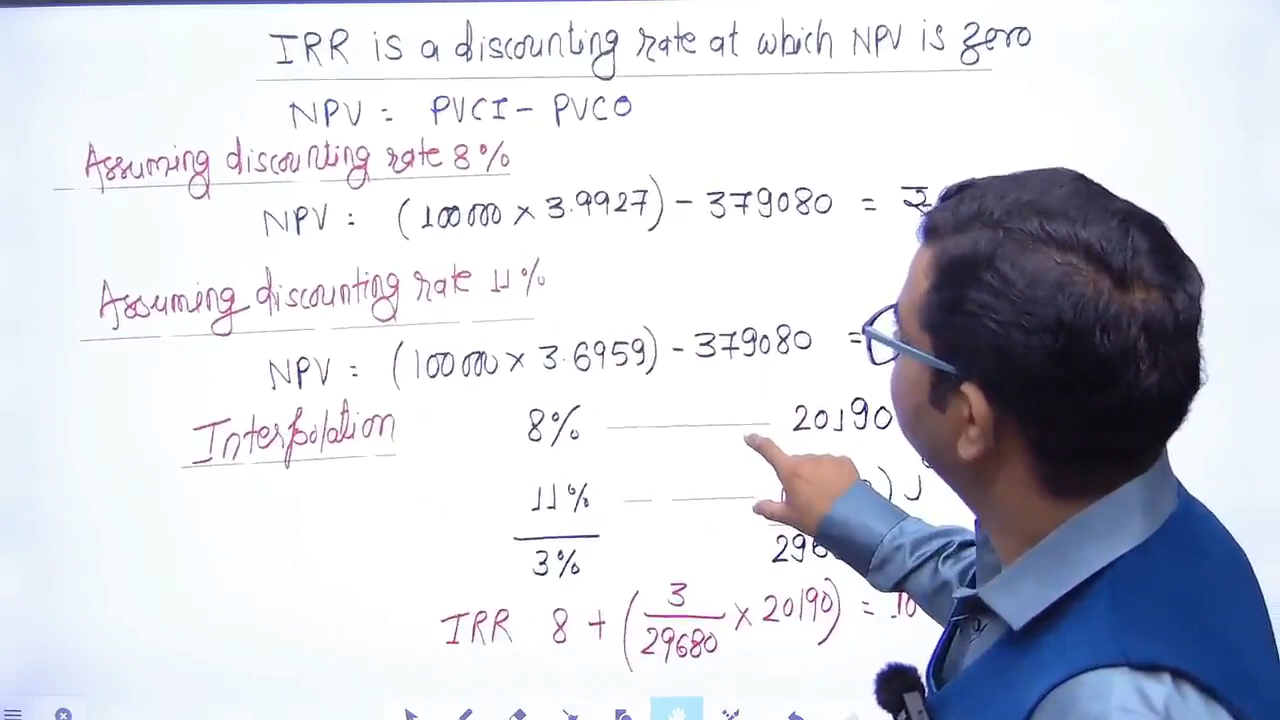 IRR is a discounting rate at which NPV is zero
NPV = PVCI - PVCO
Assuming discounting rate 8%
NPV = (100000 × 3.9927) - 379080 = ₹
Assuming discounting rate 11%
NPV = (100000 × 3.6959) - 379080 =
Interpolation 8% 20190
11%
3% 296
IRR 8 + (3/29680 × 20190) = 10